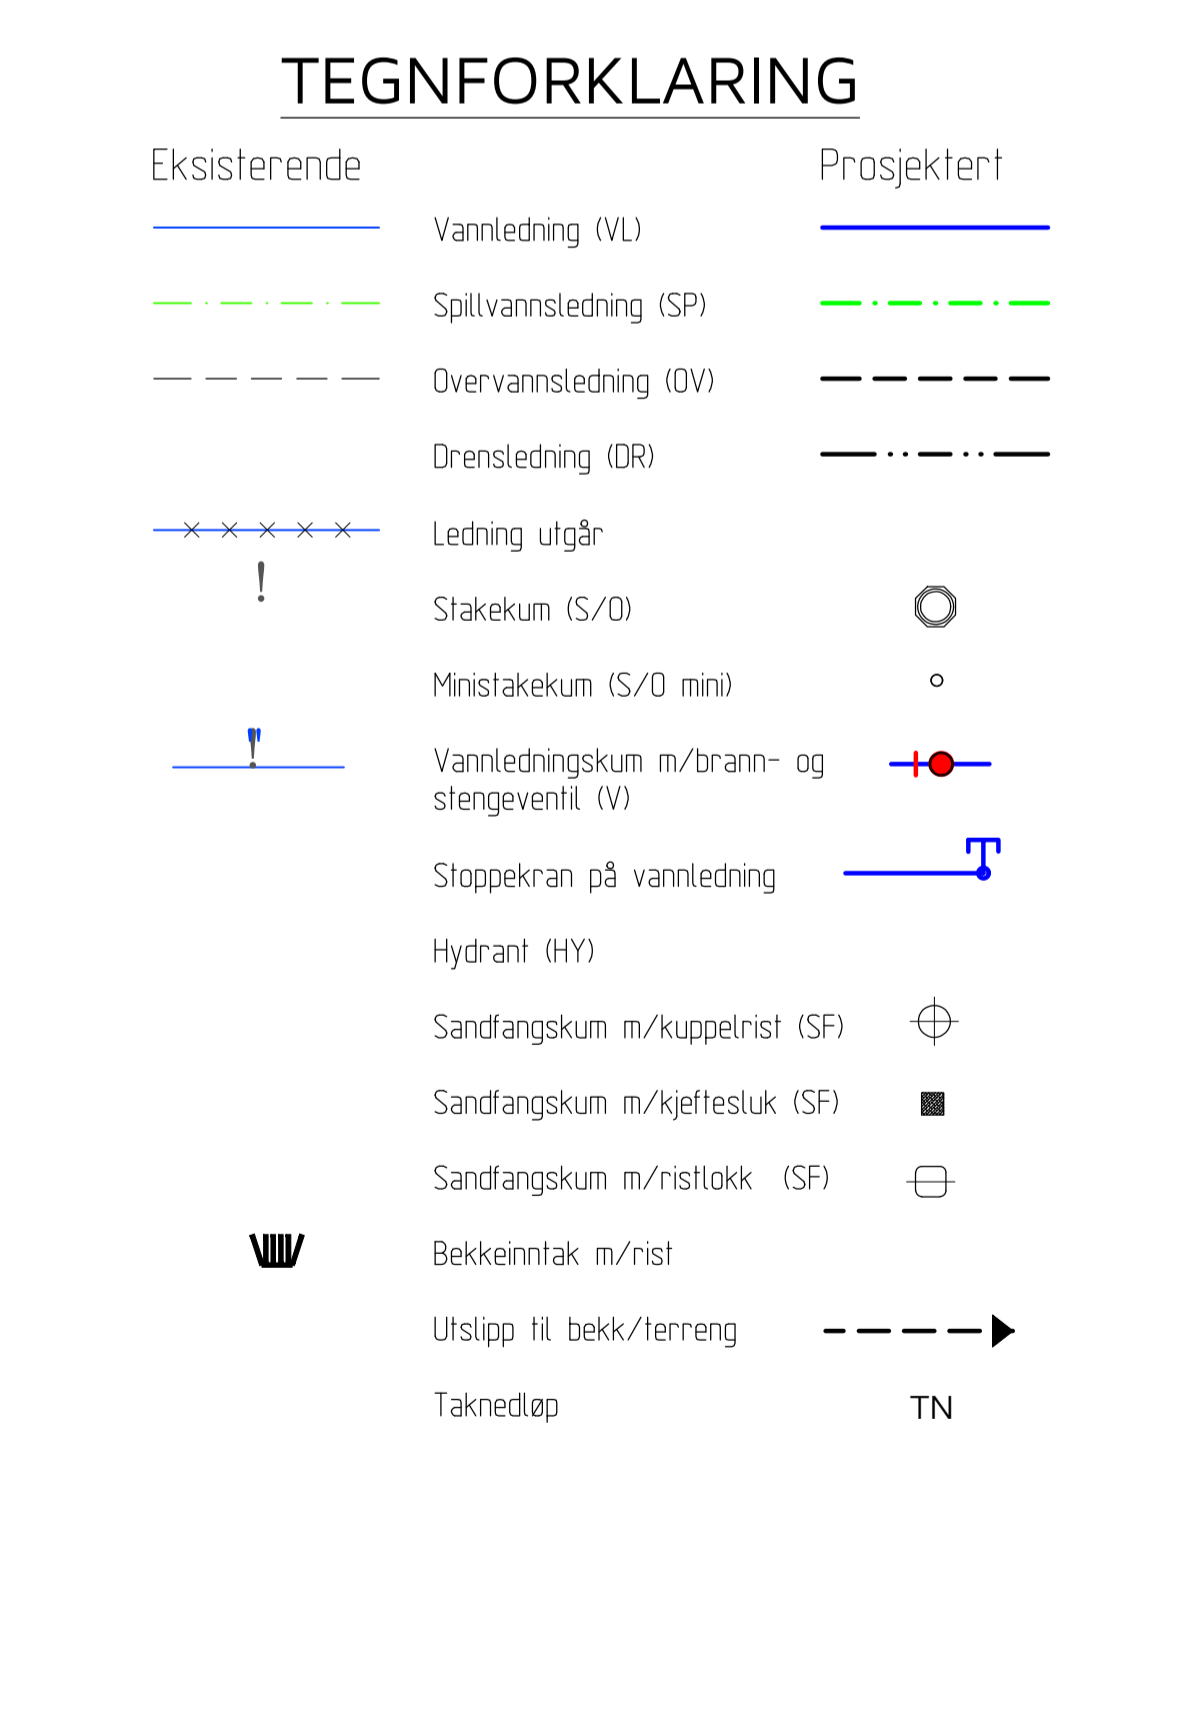 TEGNFORKLARING
Eksisterende Prosjektert
Vannledning (VL)
Spillvannsledning (SP)
Overvannsledning (OV)
Drensledning (DR)
Ledning utgår
!
Stakekum (S/O)
Ministakekum (S/O mini)
Vannledningskum m/brann- og
stengeventil (V)
Stoppekran på vannledning
Hydrant (HY)
Sandfangskum m/kuppelrist (SF)
Sandfangskum m/kjeftesluk (SF)
Sandfangskum m/ristlokk (SF)
Bekkeinntak m/rist
Utslipp til bekk/terreng
Taknedløp TN